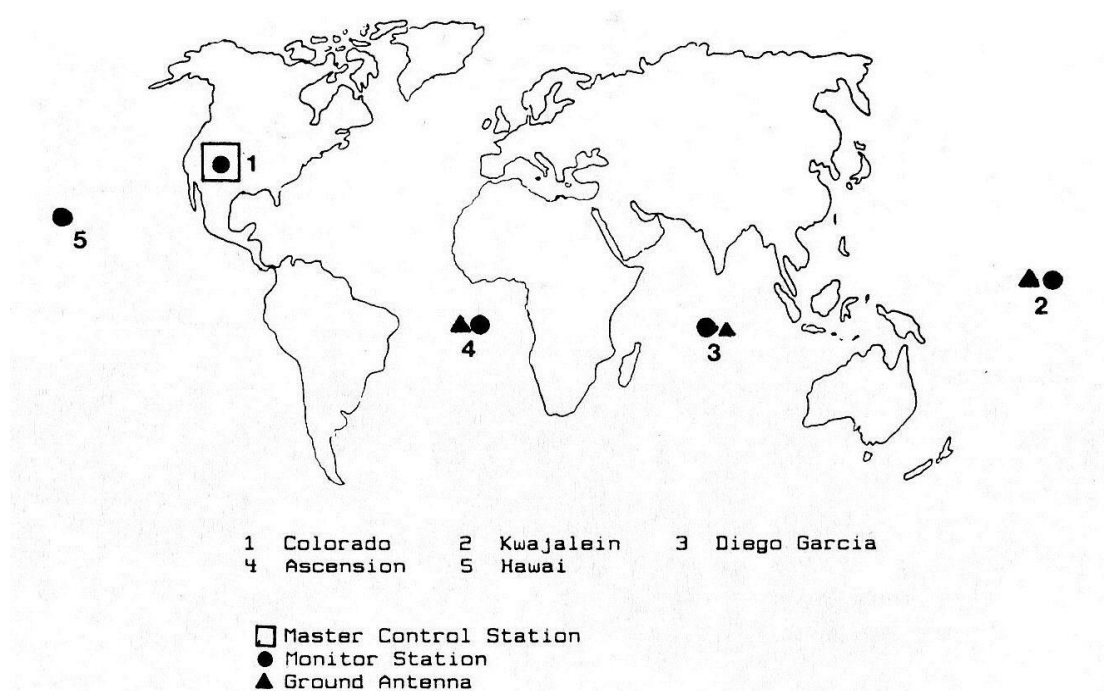 1
5
2
4
3
1 Colorado 2 Kwajalein 3 Diego Garcia
4 Ascension 5 Hawai
Master Control Station
Monitor Station
Ground Antenna